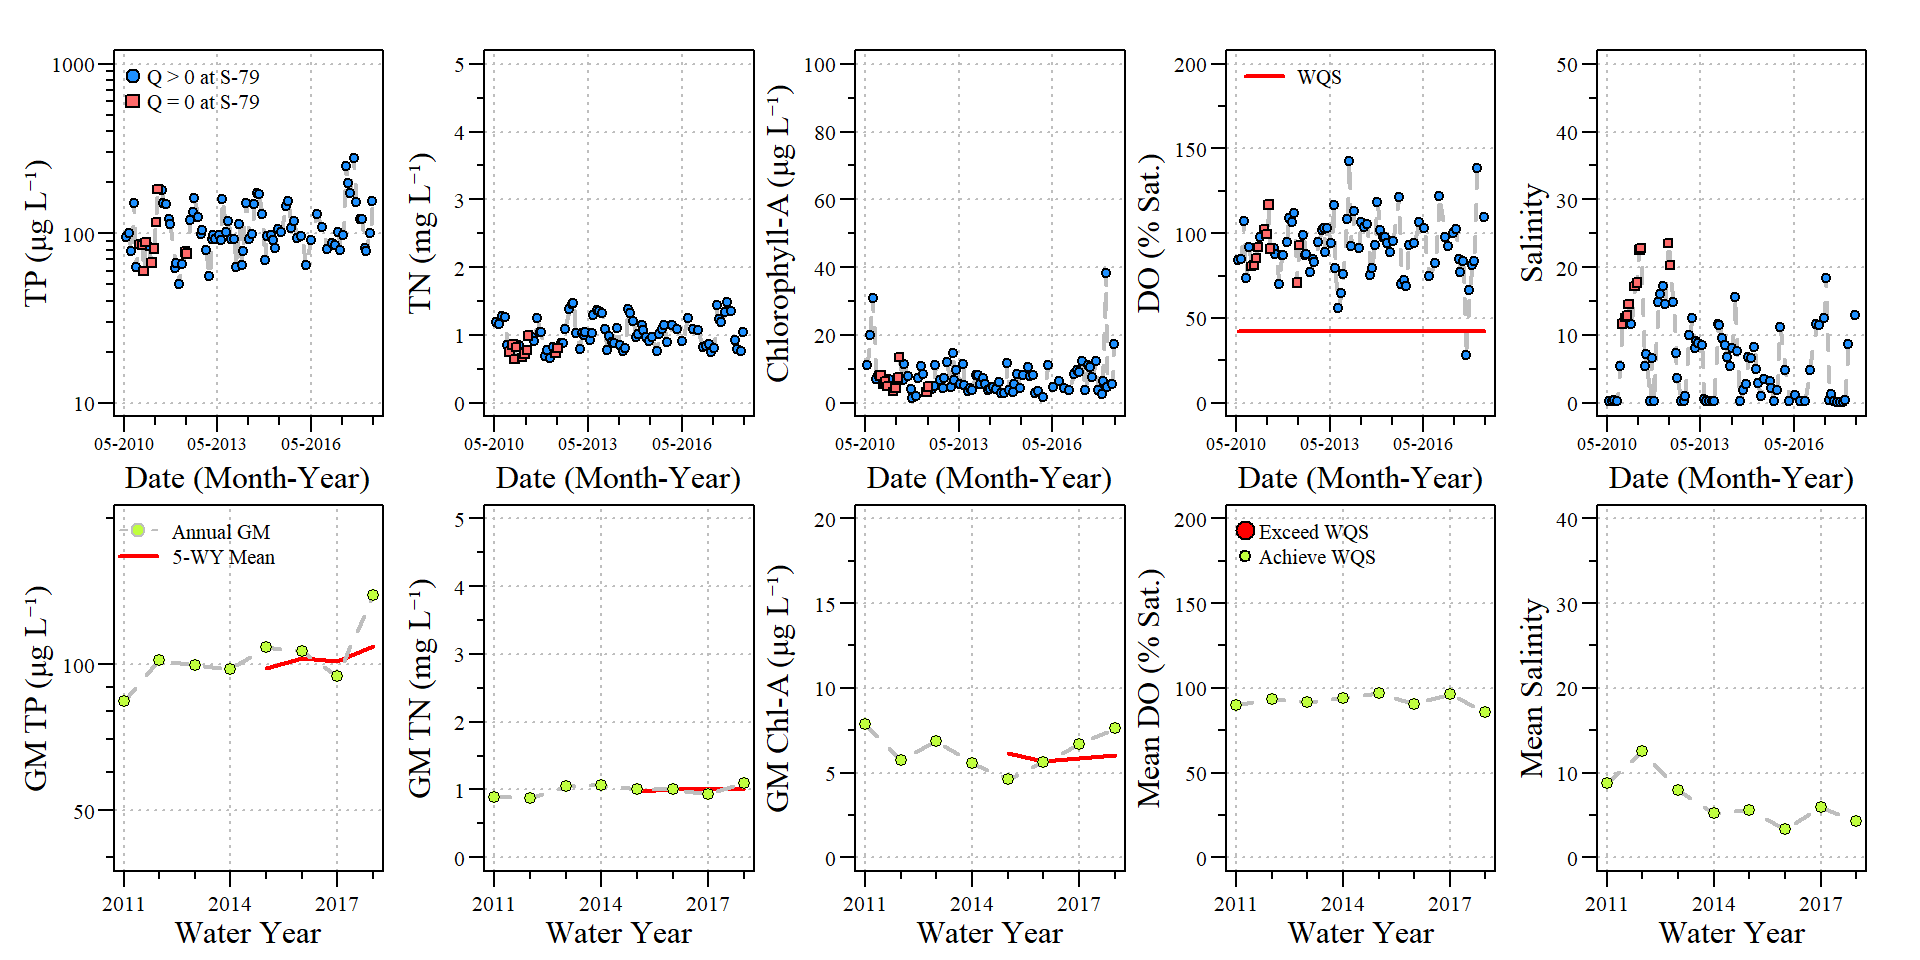 TP (µg L⁻¹)
1000
100
10
Q > 0 at S-79
Q = 0 at S-79
05-2010
05-2013
05-2016
Date (Month-Year)
TN (mg L⁻¹)
5
4
3
2
1
0
05-2010
05-2013
05-2016
Date (Month-Year)
Chlorophyll-A (µg L⁻¹)
100
80
60
40
20
0
05-2010
05-2013
05-2016
Date (Month-Year)
DO (% Sat.)
200
150
100
50
0
WQS
05-2010
05-2013
05-2016
Date (Month-Year)
Salinity
50
40
30
20
10
0
05-2010
05-2013
05-2016
Date (Month-Year)
GM TP (µg L⁻¹)
100
50
Annual GM
5-WY Mean
2011
2014
2017
Water Year
GM TN (mg L⁻¹)
5
4
3
2
1
0
2011
2014
2017
Water Year
GM Chl-A (µg L⁻¹)
20
15
10
5
0
2011
2014
2017
Water Year
Mean DO (% Sat.)
200
150
100
50
0
Exceed WQS
Achieve WQS
2011
2014
2017
Water Year
Mean Salinity
40
30
20
10
0
2011
2014
2017
Water Year